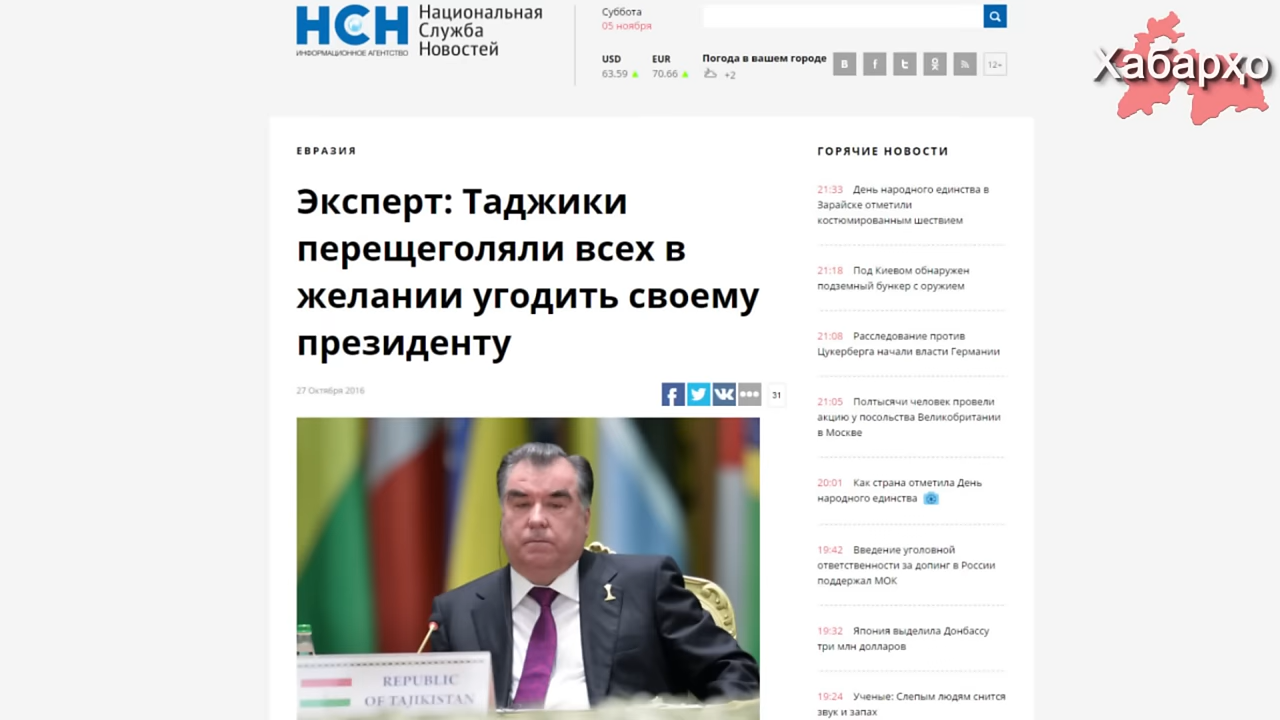 НСН
ИНФОРМАЦИОННОЕ АГЕНТСТВО
Национальная
Служба
Новостей
Суббота
05 ноября
USD
63.59
EUR
70.66
Погода в вашем городе
+2
12+
Хабарҳо
ЕВРАЗИЯ
Эксперт: Таджики
перещеголяли всех в
желании угодить своему
президенту
27 Октября 2016
31
REPUBLIC
OF TAJIKISTAN
ГОРЯЧИЕ НОВОСТИ
21:33 День народного единства в
Зарайске отметили
костюмированным шествием
21:18 Под Киевом обнаружен
подземный бункер с оружием
21:08 Расследование против
Цукерберга начали власти Германии
21:05 Полтысячи человек провели
акцию у посольства Великобритании
в Москве
20:01 Как страна отметила День
народного единства
19:42 Введение уголовной
ответственности за допинг в России
поддержал МОК
19:32 Япония выделила Донбассу
три млн долларов
19:24 Ученые: Слепым людям снится
звук и запах